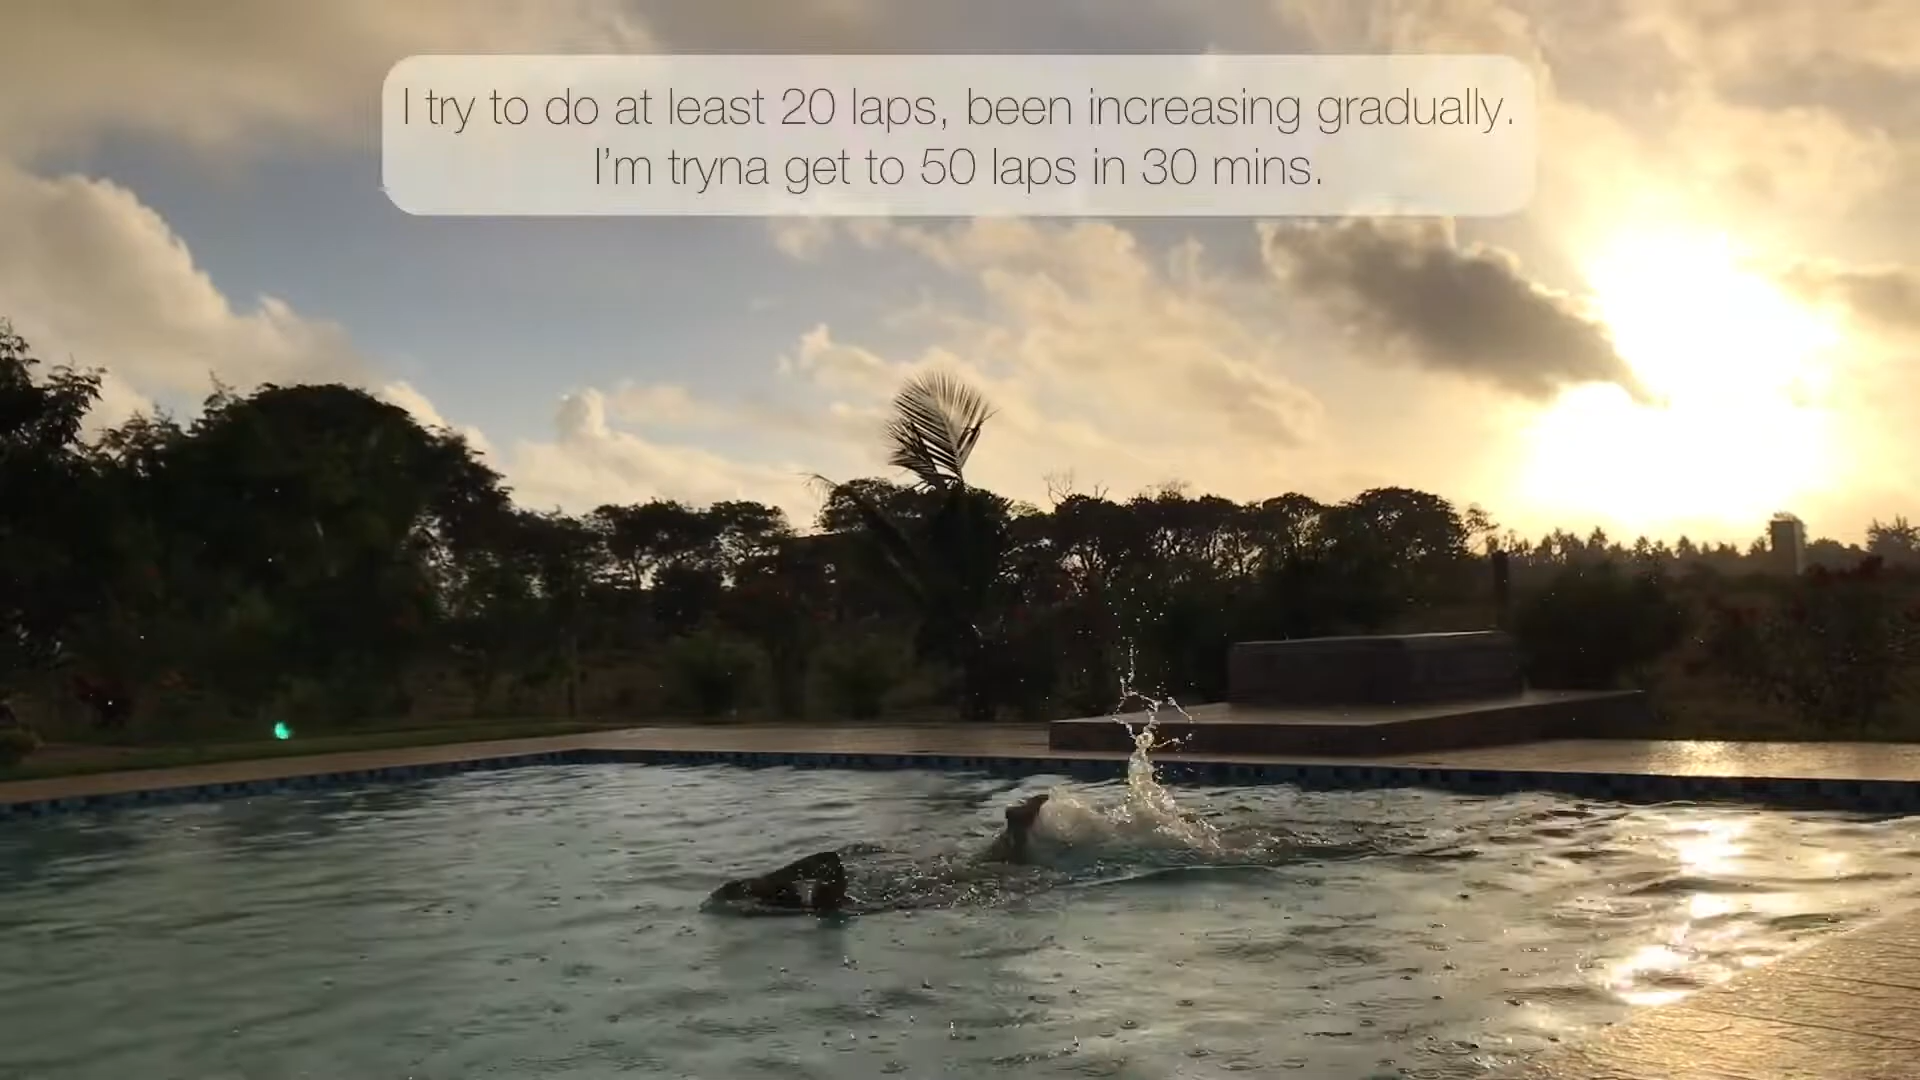 I try to do at least 20 laps, been increasing gradually.
I’m tryna get to 50 laps in 30 mins.